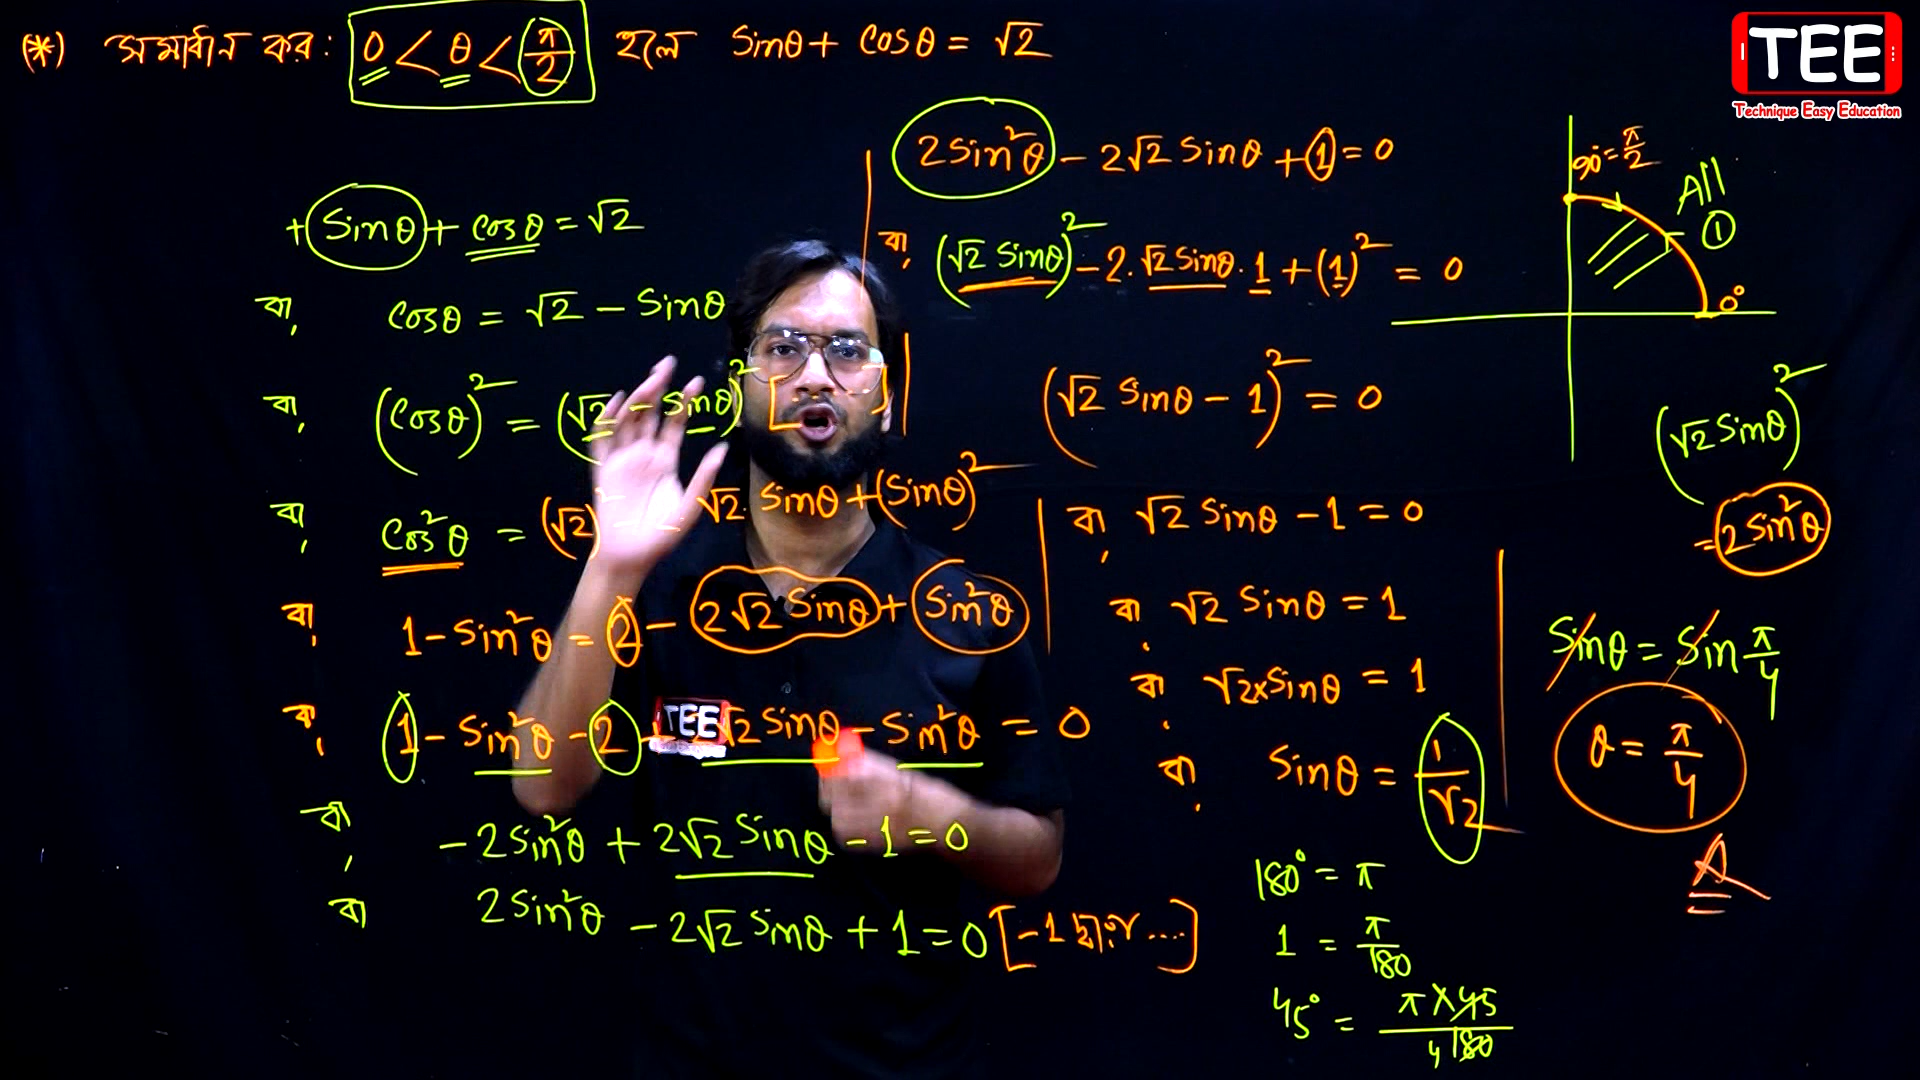 (*) সমাধান কর: 0 < θ < π/2 হলে sinθ + cosθ = √2
TEE
Technique Easy Education
+ sinθ + cosθ = √2
বা, cosθ = √2 - sinθ
বা, (cosθ)² = (√2 - sinθ)²
বা, cos²θ = (√2) √2. sinθ + (sinθ)²
বা, 1 - sin²θ = 2 - 2√2 sinθ + sin²θ
বা, 1 - sin²θ - 2 + √2 sinθ - sin²θ = 0
TEE
বা, -2sin²θ + 2√2 sinθ - 1 = 0
বা 2sin²θ - 2√2 sinθ + 1 = 0 [-1 ....]
2sin²θ - 2√2 sinθ + 1 = 0
বা, (√2 sinθ)² - 2.√2 sinθ.1 + (1)² = 0
(√2 sinθ - 1)² = 0
বা, √2 sinθ - 1 = 0
বা, √2 sinθ = 1
বা, √2×sinθ = 1
বা, sinθ = 1/√2
180° = π
1 = π/180
45° = π×45/180
4
90° = π/2
All
1
0°
(√2 sinθ)²
= 2sin²θ
sinθ = sin π/4
θ = π/4
A